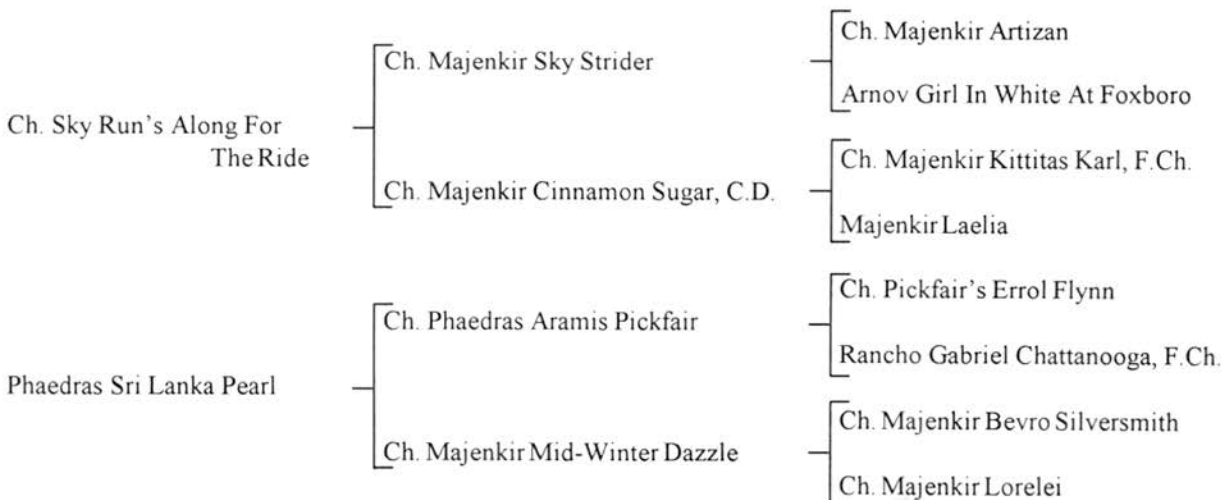 Ch. Majenkir Artizan
Ch. Majenkir Sky Strider
Arnov Girl In White At Foxboro
Ch. Sky Run's Along For
The Ride
Ch. Majenkir Kittitas Karl, F.Ch.
Ch. Majenkir Cinnamon Sugar, C.D.
Majenkir Laelia
Ch. Pickfair's Errol Flynn
Ch. Phaedras Aramis Pickfair
Rancho Gabriel Chattanooga, F.Ch.
Phaedras Sri Lanka Pearl
Ch. Majenkir Bevro Silversmith
Ch. Majenkir Mid-Winter Dazzle
Ch. Majenkir Lorelei